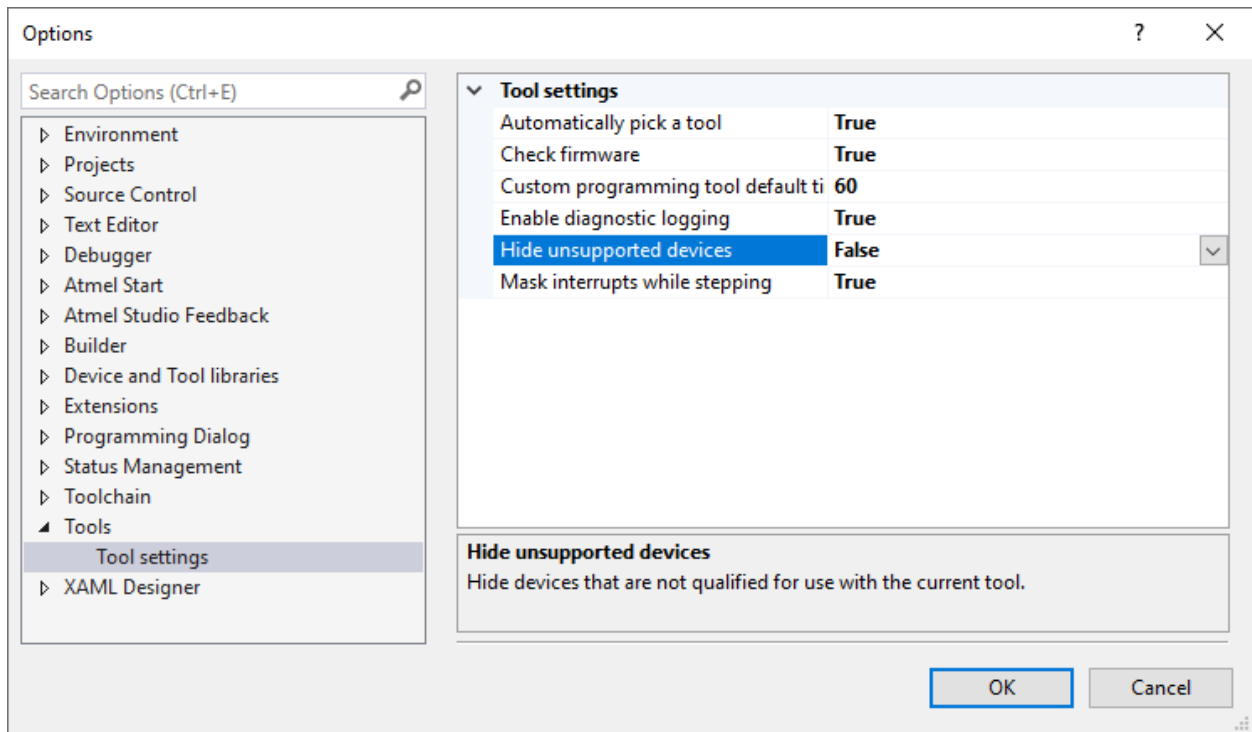 Options
Search Options (Ctrl+E)
Environment
Projects
Source Control
Text Editor
Debugger
Atmel Start
Atmel Studio Feedback
Builder
Device and Tool libraries
Extensions
Programming Dialog
Status Management
Toolchain
Tools
Tool settings
XAML Designer
Tool settings
Automatically pick a tool True
Check firmware True
Custom programming tool default ti 60
Enable diagnostic logging True
Hide unsupported devices False
Mask interrupts while stepping True
Hide unsupported devices
Hide devices that are not qualified for use with the current tool.
OK Cancel